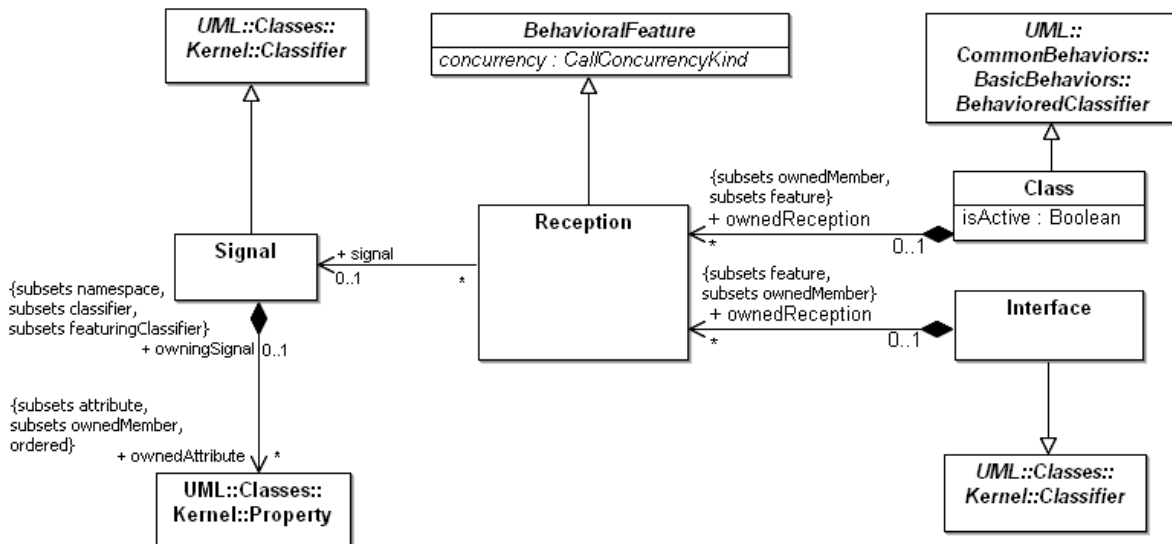 UML::Classes::
Kernel::Classifier
BehavioralFeature
concurrency : CallConcurrencyKind
UML::
CommonBehaviors::
BasicBehaviors::
BehavioredClassifier
{subsets ownedMember,
subsets feature}
+ ownedReception
*
0..1
Class
isActive : Boolean
Reception
Signal
+ signal
0..1
*
{subsets feature,
subsets ownedMember}
+ ownedReception
*
0..1
Interface
{subsets namespace,
subsets classifier,
subsets featuringClassifier}
+ owningSignal
0..1
{subsets attribute,
subsets ownedMember,
ordered}
+ ownedAttribute
*
UML::Classes::
Kernel::Property
UML::Classes::
Kernel::Classifier